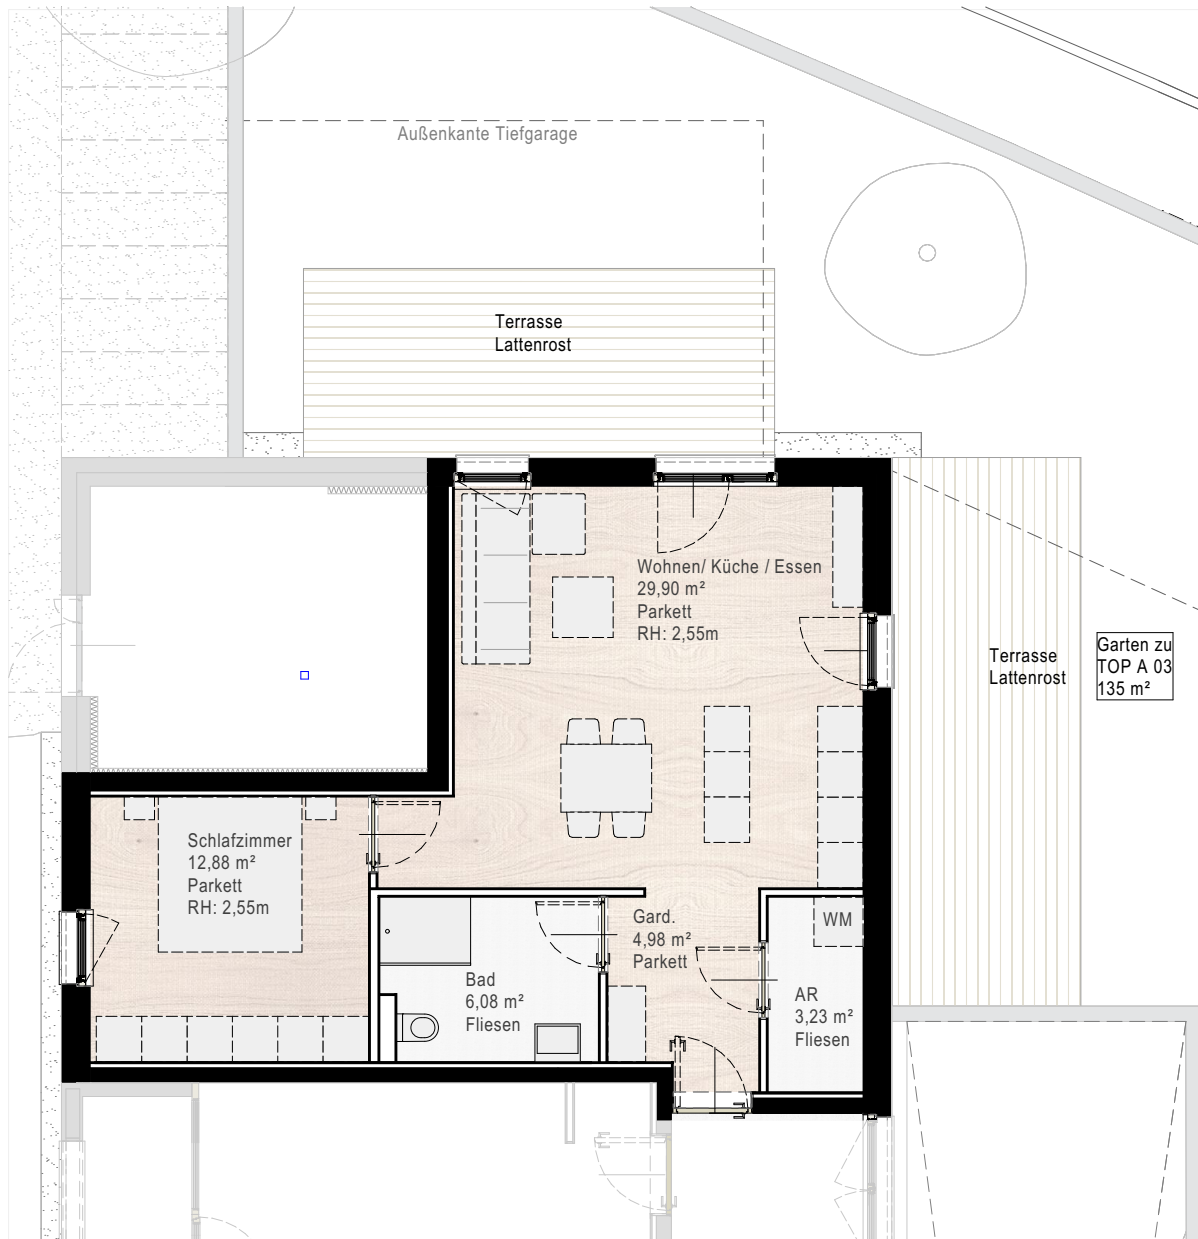 Außenkante Tiefgarage
Terrasse
Lattenrost
Wohnen/ Küche / Essen
29,90 m²
Parkett
RH: 2,55m
Terrasse
Lattenrost
Garten zu
TOP A 03
135 m²
Schlafzimmer
12,88 m²
Parkett
RH: 2,55m
Gard.
4,98 m²
Parkett
WM
Bad
6,08 m²
Fliesen
AR
3,23 m²
Fliesen